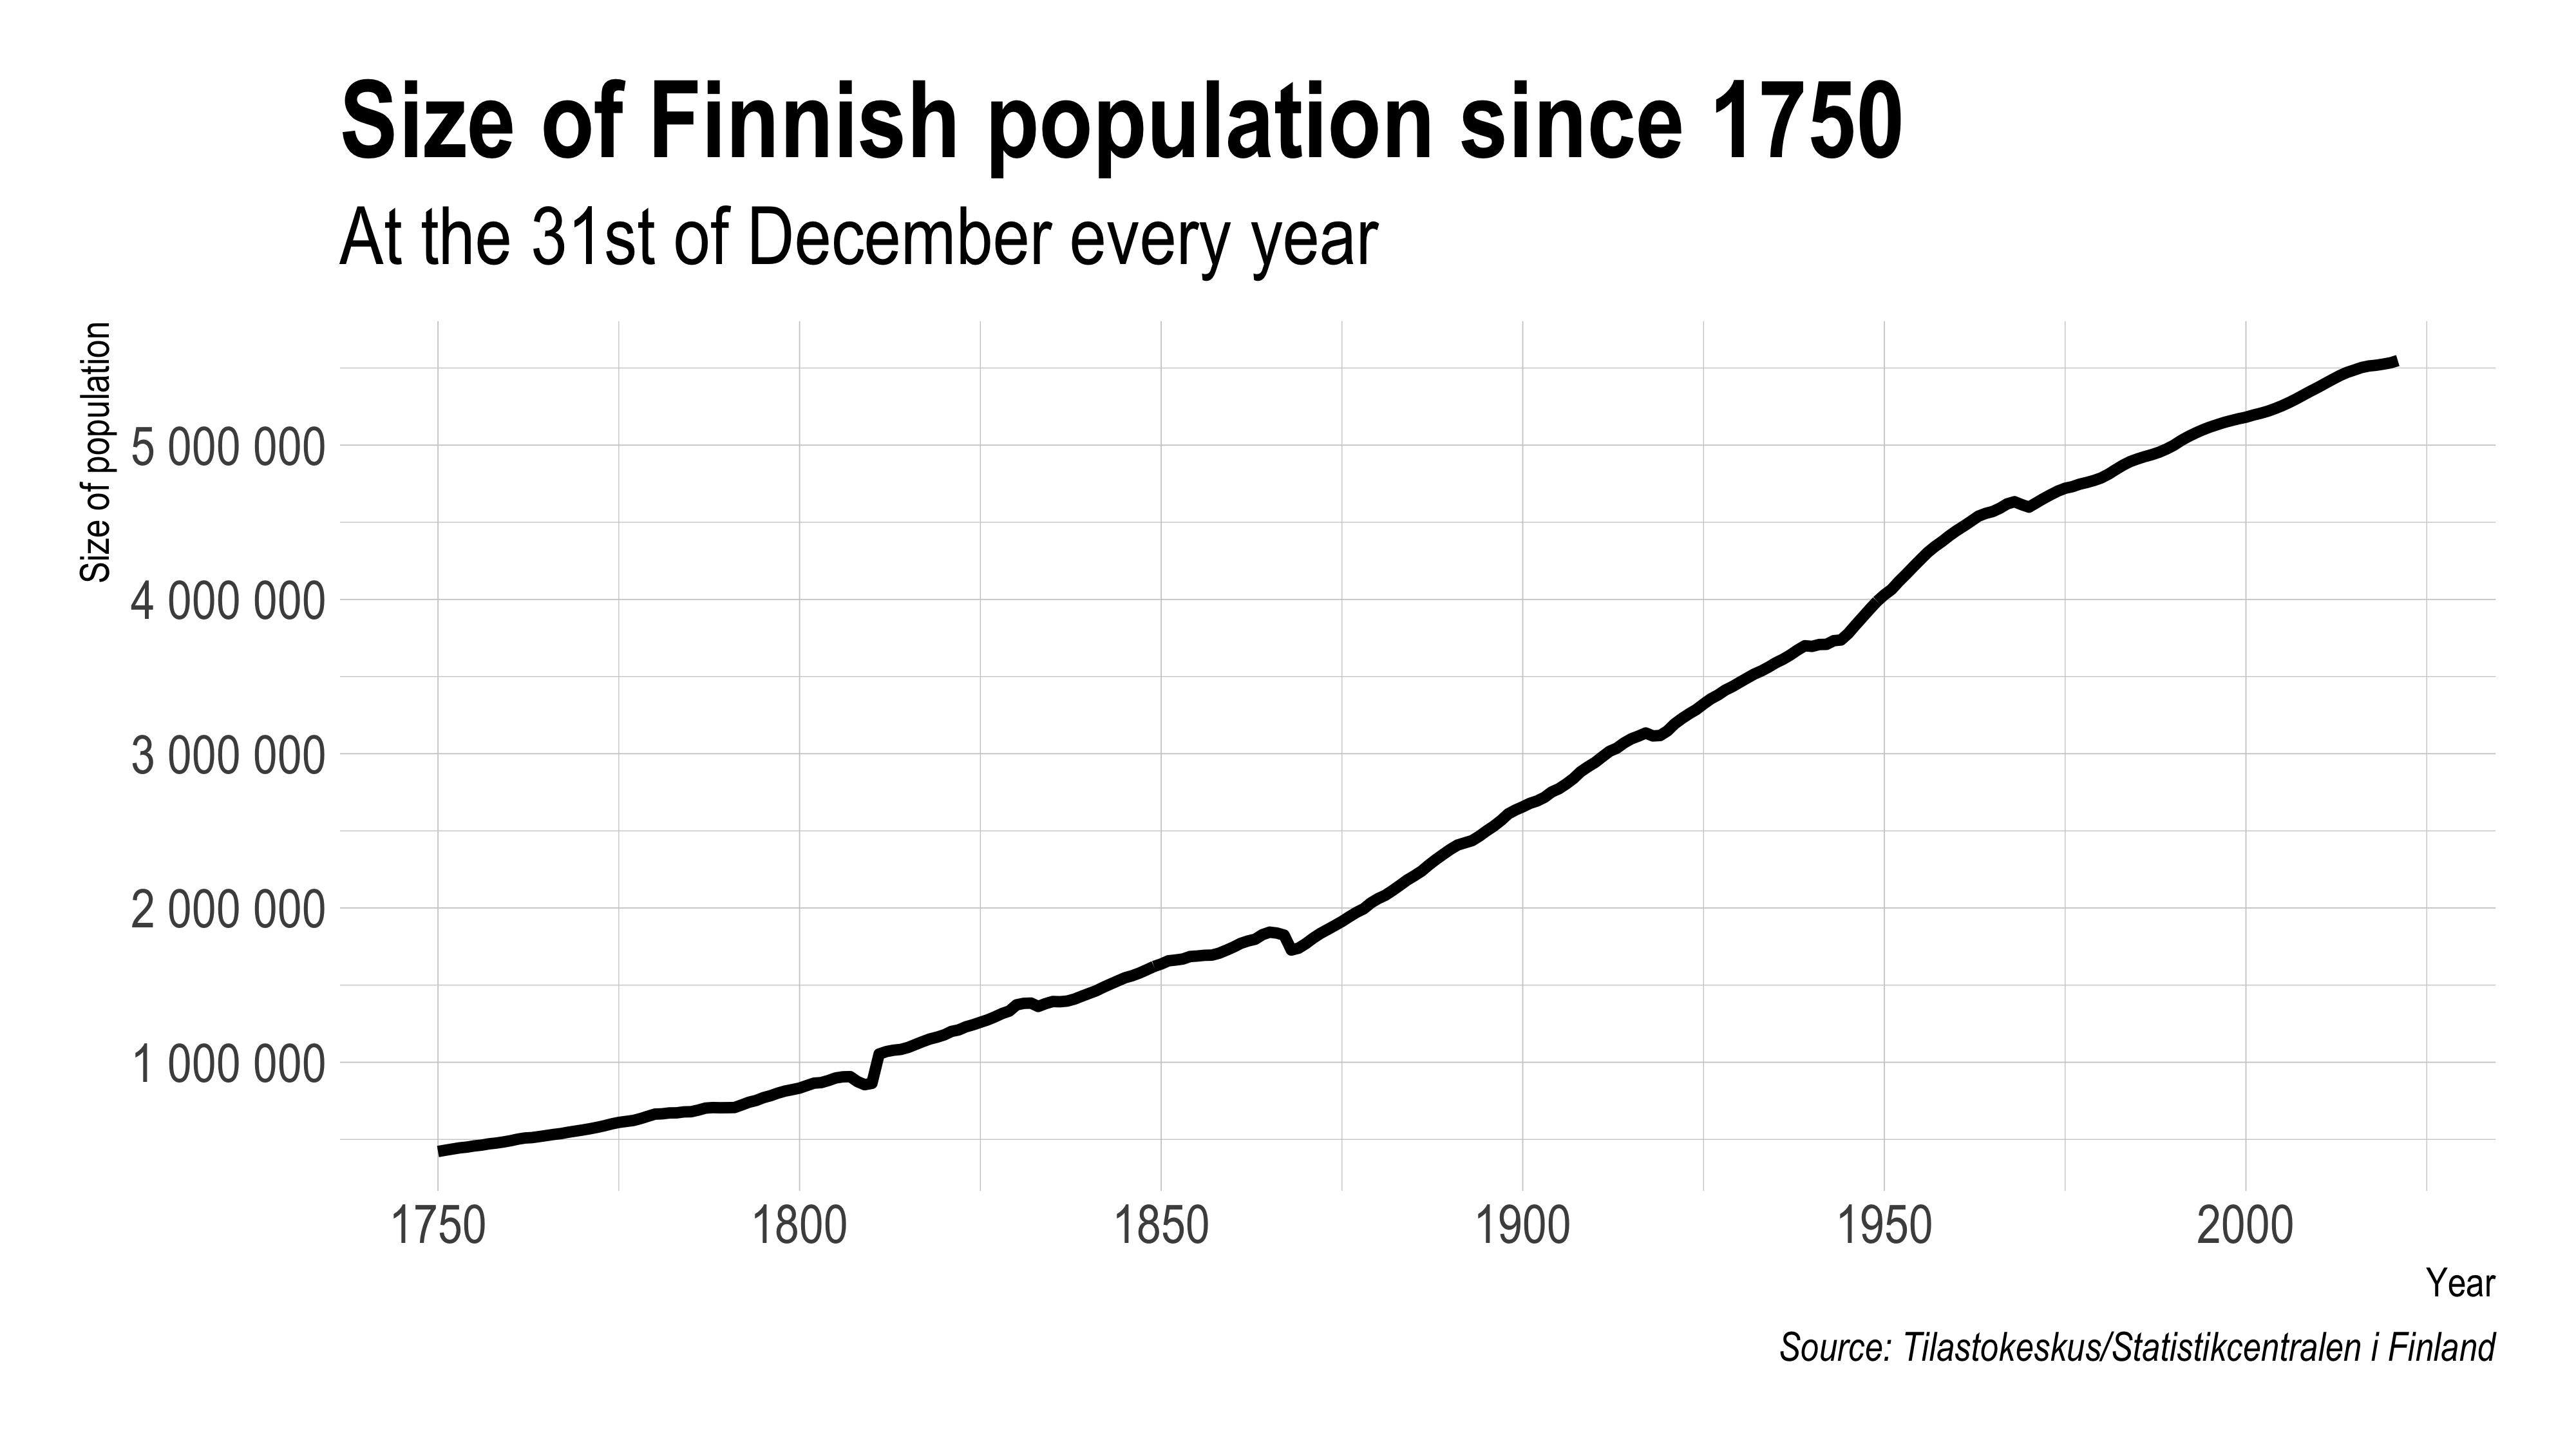 Size of Finnish population since 1750
At the 31st of December every year
Size of population
5 000 000
4 000 000
3 000 000
2 000 000
1 000 000
1750
1800
1850
1900
1950
2000
Year
Source: Tilastokeskus/Statistikcentralen i Finland